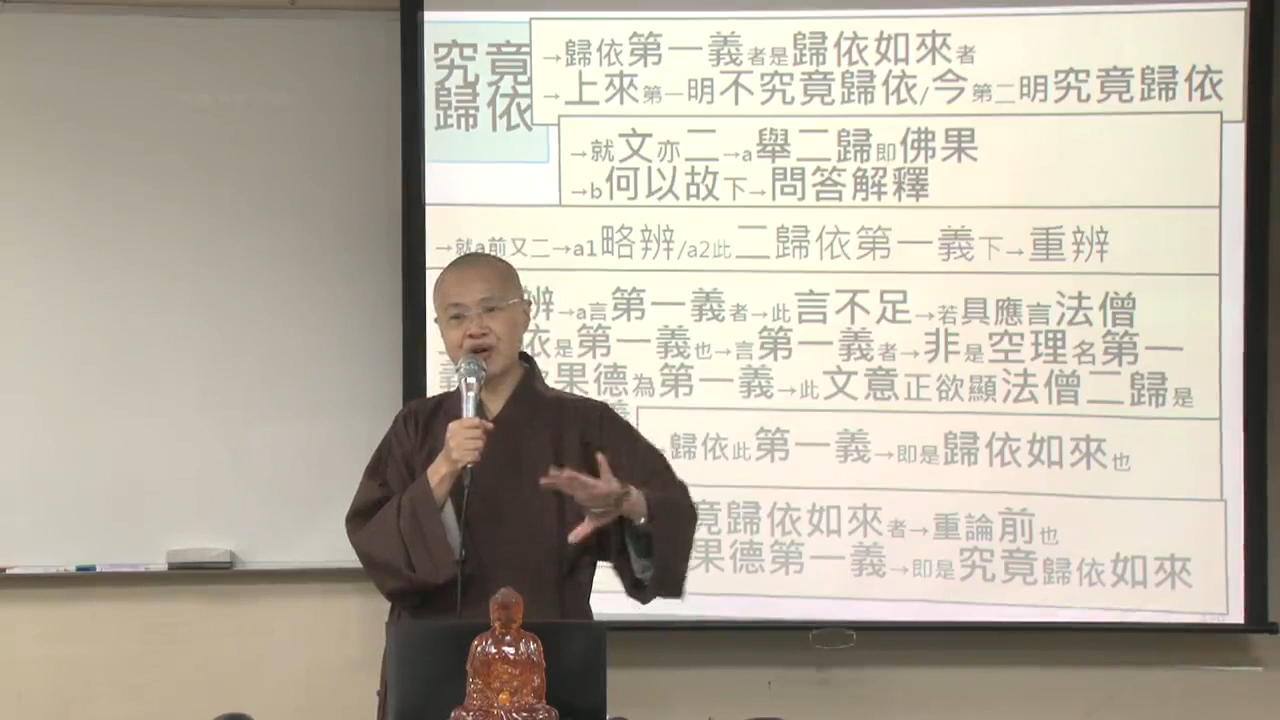 究竟
歸依
→歸依第一義者是歸依如來者
→上來第一明不究竟歸依/今第二明究竟歸依
→就文亦二→a舉二歸即佛果
→b何以故下→問答解釋
→就a前又二→a1略辨/a2此二歸依第一義下→重辨
辨→a言第一義者→此言不足→若具應言法僧
依是第一義也→言第一義者→非是空理名第一
果德為第一義→此文意正欲顯法僧二歸是
歸依此第一義→即是歸依如來也
竟歸依如來者→重論前也
果德第一義→即是究竟歸依如來